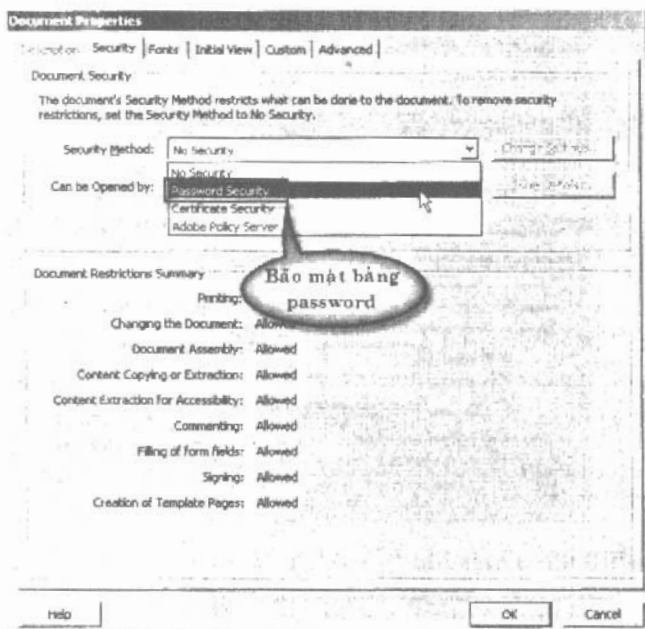 Document Properties
Description Security Fonts Initial View Custom Advanced
Document Security
The document's Security Method restricts what can be done to the document. To remove security
restrictions, set the Security Method to No Security.
Security Method: No Security Change Settings...
No Security
Can be Opened by: Password Security
Certificate Security
Adobe Policy Server
Bảo mật bằng
password
Document Restrictions Summary
Printing:
Changing the Document: Allowed
Document Assembly: Allowed
Content Copying or Extraction: Allowed
Content Extraction for Accessibility: Allowed
Commenting: Allowed
Filling of form fields: Allowed
Signing: Allowed
Creation of Template Pages: Allowed
Help OK Cancel